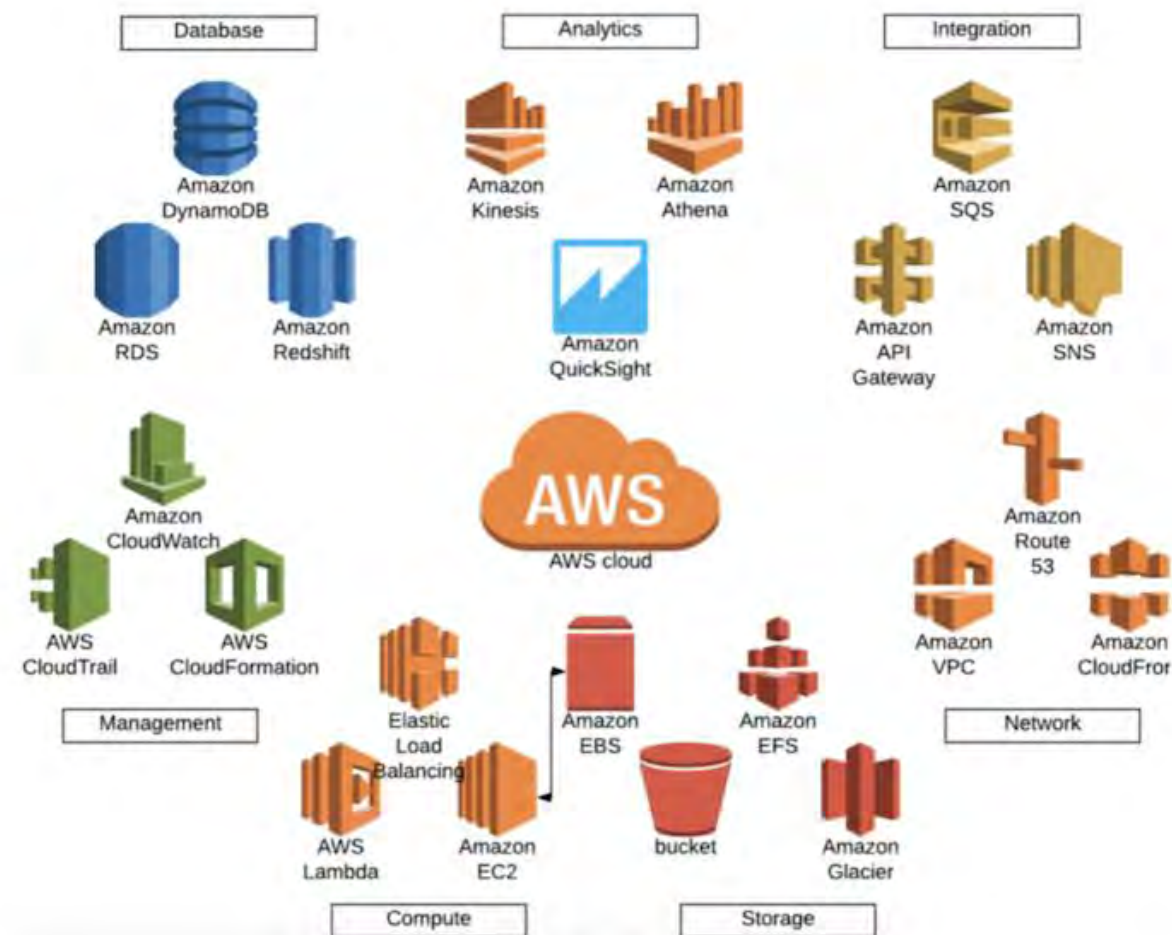 Database
Analytics
Integration
Amazon
DynamoDB
Amazon
Kinesis
Amazon
Athena
Amazon
SQS
Amazon
RDS
Amazon
Redshift
Amazon
QuickSight
Amazon
API
Gateway
Amazon
SNS
Amazon
CloudWatch
AWS
AWS cloud
Amazon
Route
53
AWS
CloudTrail
AWS
CloudFormation
Amazon
VPC
Amazon
CloudFron
Management
Elastic
Load
Balancing
Amazon
EBS
Amazon
EFS
Network
AWS
Lambda
Amazon
EC2
bucket
Amazon
Glacier
Compute
Storage